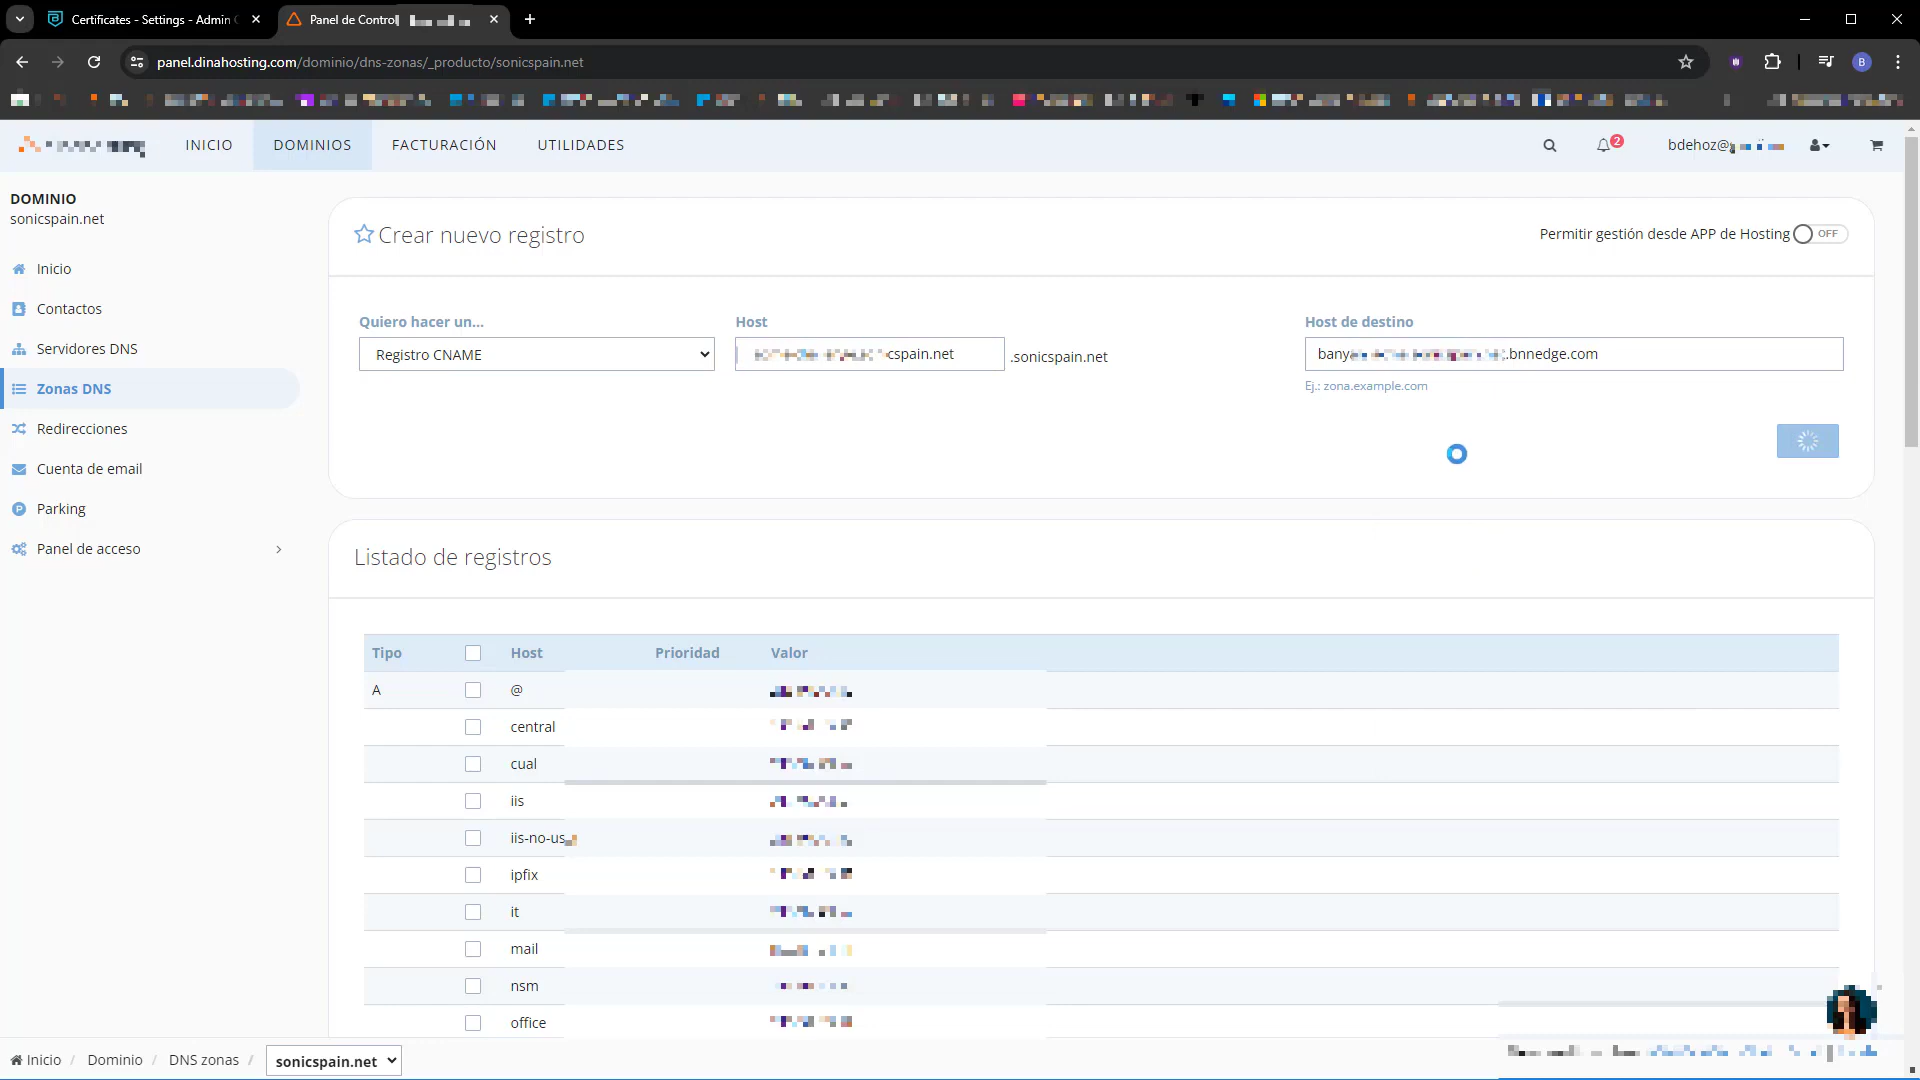 Certificates - Settings - Admin
Panel de Control
panel.dinahosting.com/dominio/dns-zonas/_producto/sonicspain.net
B
INICIO
DOMINIOS
FACTURACIÓN
UTILIDADES
2
bdehoz@
DOMINIO
sonicspain.net
Inicio
Contactos
Servidores DNS
Zonas DNS
Redirecciones
Cuenta de email
Parking
Panel de acceso
Crear nuevo registro
Permitir gestión desde APP de Hosting
OFF
Quiero hacer un...
Host
Host de destino
Registro CNAME
cspain.net
.sonicspain.net
bany
.bnnedge.com
Ej.: zona.example.com
Listado de registros
Tipo Host Prioridad Valor
A @
central
cual
iis
iis-no-us
ipfix
it
mail
nsm
office
Inicio / Dominio / DNS zonas / sonicspain.net